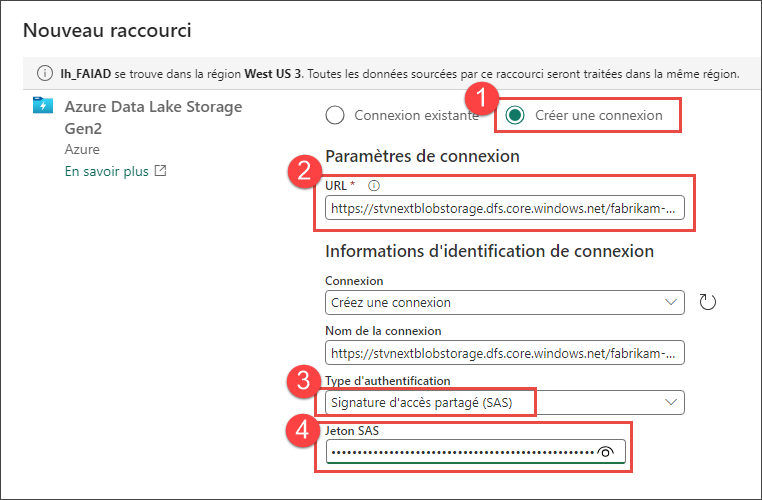 Nouveau raccourci
lh_FAIAD se trouve dans la région West US 3. Toutes les données sourcées par ce raccourci seront traitées dans la même région.
Azure Data Lake Storage
Gen2
Azure
En savoir plus
1
Connexion existante
Créer une connexion
Paramètres de connexion
2
URL *
https://stvnextblobstorage.dfs.core.windows.net/fabrikam-...
Informations d'identification de connexion
Connexion
Créez une connexion
Nom de la connexion
https://stvnextblobstorage.dfs.core.windows.net/fabrikam-...
3
Type d'authentification
Signature d'accès partagé (SAS)
4
Jeton SAS